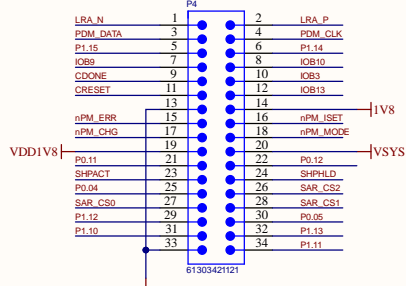 P4
LRA_N 1 2 LRA_P
PDM_DATA 3 4 PDM_CLK
P1.15 5 6 P1.14
IOB9 7 8 IOB10
CDONE 9 10 IOB3
CRESET 11 12 IOB13
13 14 1V8
nPM_ERR 15 16 nPM_ISET
nPM_CHG 17 18 nPM_MODE
VDD1V8 19 20 VSYS
P0.11 21 22 P0.12
SHPACT 23 24 SHPHLD
P0.04 25 26 SAR_CS2
SAR_CS0 27 28 SAR_CS1
P1.12 29 30 P0.05
P1.10 31 32 P1.13
33 34 P1.11
61303421121